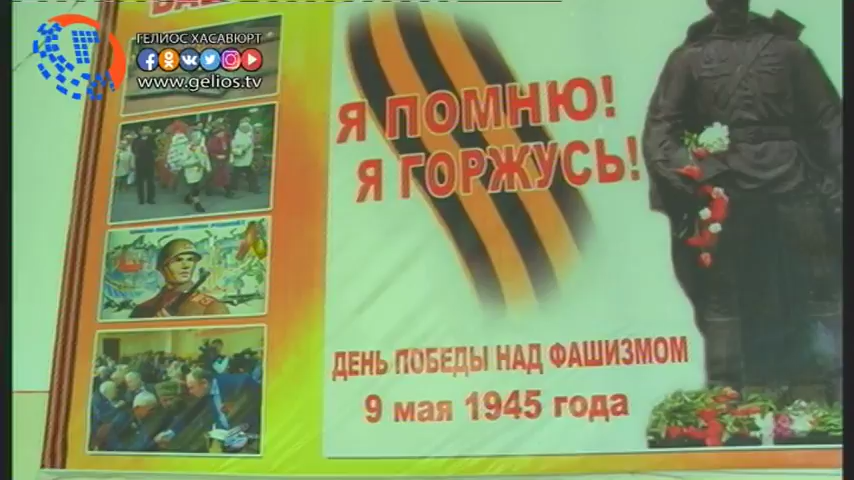 ГЕЛИОС ХАСАВЮРТ
www.gelios.tv
Я ПОМНЮ!
Я ГОРЖУСЬ!
ДЕНЬ ПОБЕДЫ НАД ФАШИЗМОМ
9 мая 1945 года